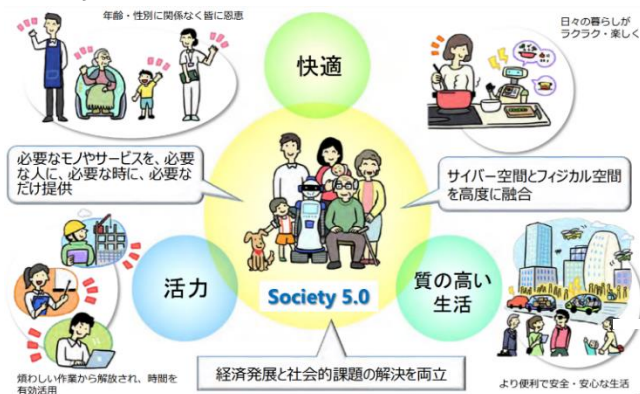 年齢・性別に関係なく皆に恩恵
快適
日々の暮らしが
ラクラク・楽しく
必要なモノやサービスを、必要
な人に、必要な時に、必要な
だけ提供
サイバー空間とフィジカル空間
を高度に融合
活力
Society 5.0
質の高い
生活
煩わしい作業から解放され、時間を
有効活用
経済発展と社会的課題の解決を両立
より便利で安全・安心な生活